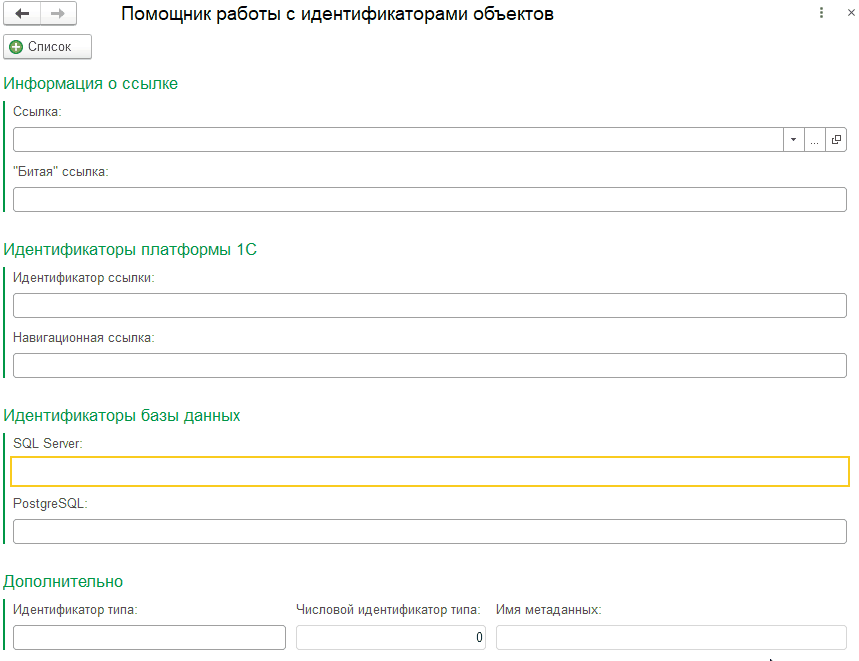 Помощник работы с идентификаторами объектов
Список
Информация о ссылке
Ссылка:
...
"Битая" ссылка:
Идентификаторы платформы 1С
Идентификатор ссылки:
Навигационная ссылка:
Идентификаторы базы данных
SQL Server:
PostgreSQL:
Дополнительно
Идентификатор типа: Числовой идентификатор типа: Имя метаданных:
0